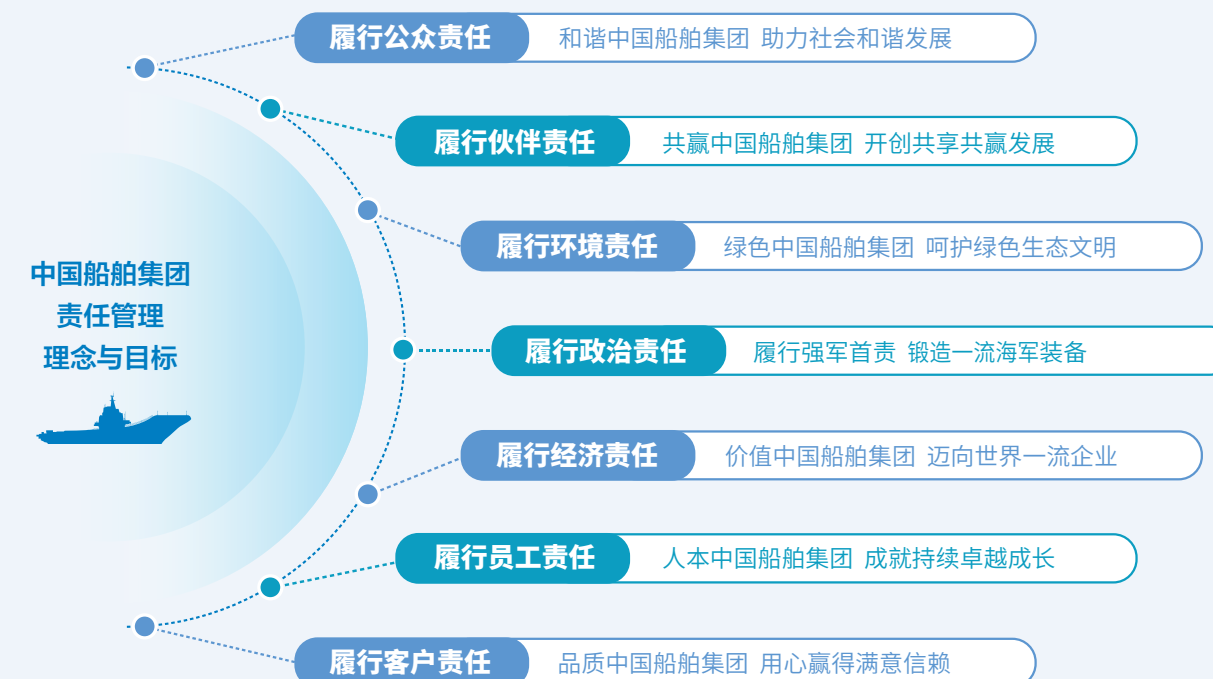 履行公众责任 和谐中国船舶集团 助力社会和谐发展
履行伙伴责任 共赢中国船舶集团 开创共享共赢发展
履行环境责任 绿色中国船舶集团 呵护绿色生态文明
中国船舶集团
责任管理
理念与目标
履行政治责任 履行强军首责 锻造一流海军装备
履行经济责任 价值中国船舶集团 迈向世界一流企业
履行员工责任 人本中国船舶集团 成就持续卓越成长
履行客户责任 品质中国船舶集团 用心赢得满意信赖